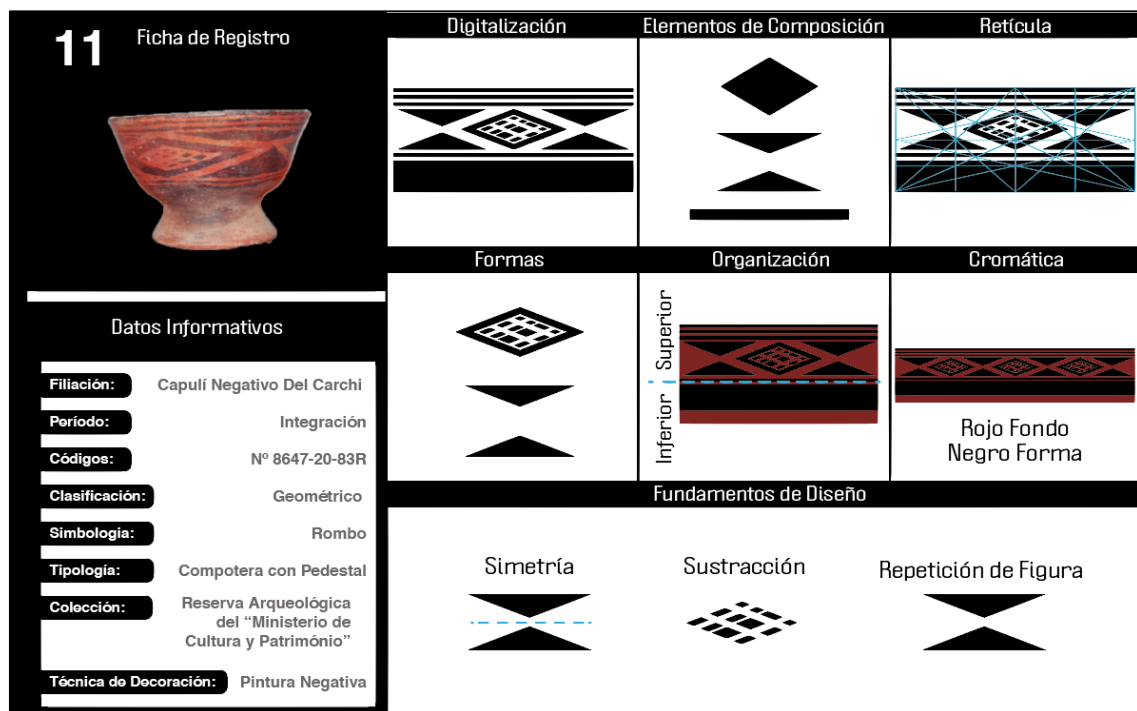 11
Ficha de Registro
Datos Informativos
Filiación: Capulí Negativo Del Carchi
Período: Integración
Códigos: Nº 8647-20-83R
Clasificación: Geométrico
Simbologia: Rombo
Tipología: Compotera con Pedestal
Colección: Reserva Arqueológica
del “Ministerio de
Cultura y Património”
Técnica de Decoración: Pintura Negativa
Digitalización
Elementos de Composición
Retícula
Formas
Organización
Superior
Inferior
Cromática
Rojo Fondo
Negro Forma
Fundamentos de Diseño
Simetría
Sustracción
Repetición de Figura